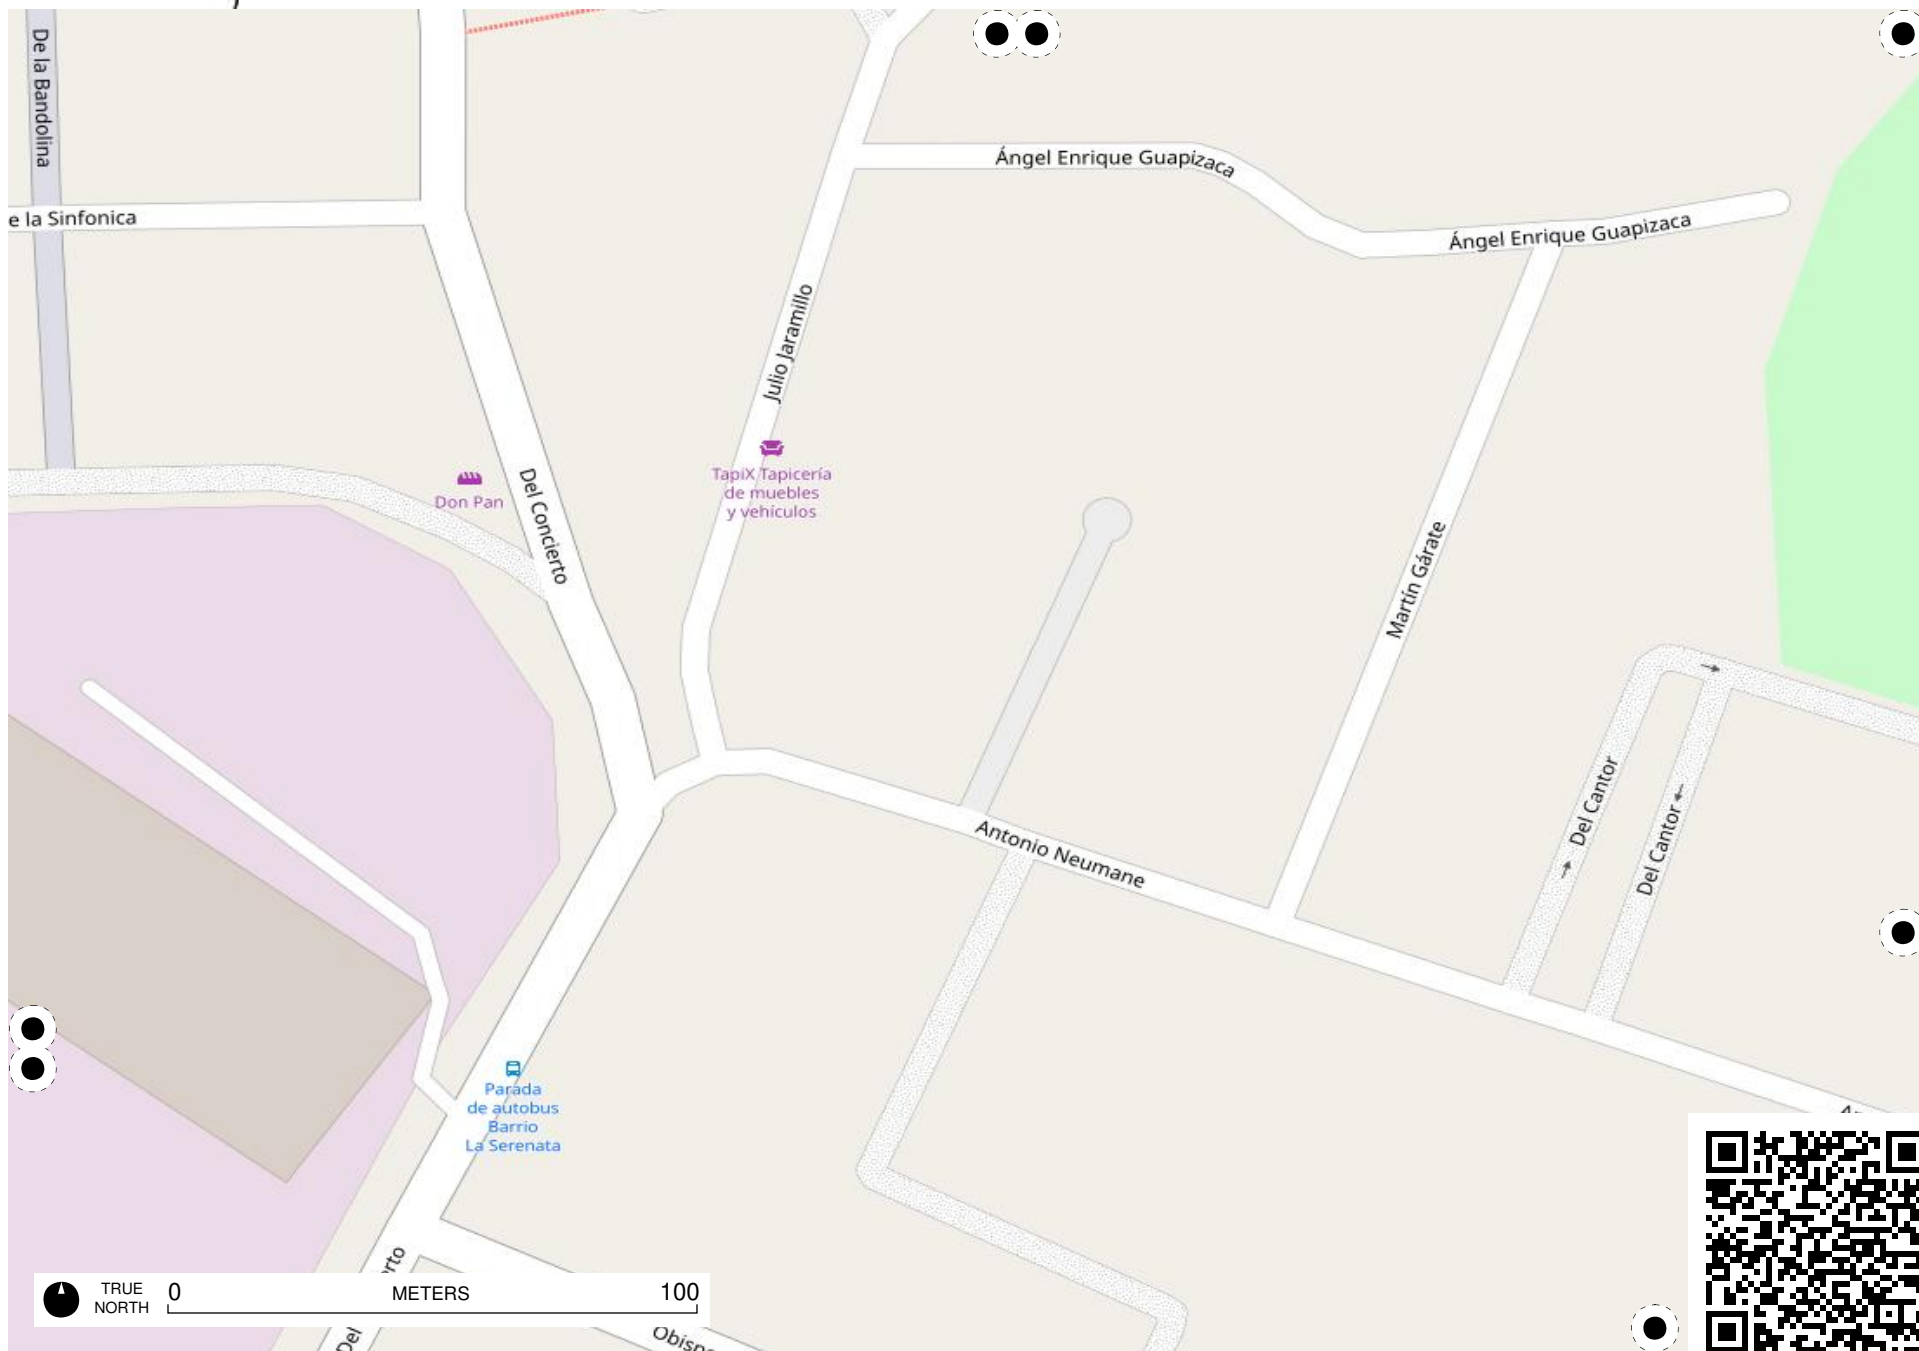 De la Bandolina
Ángel Enrique Guapizaca
e la Sinfonica
Ángel Enrique Guapizaca
Julio Jaramillo
TapiX Tapicería
de muebles
y vehículos
Don Pan
Del Concierto
Martín Gárate
Del Cantor
Del Cantor
Antonio Neumane
Parada
de autobus
Barrio
La Serenata
erto
Del
TRUE
NORTH
0 METERS 100